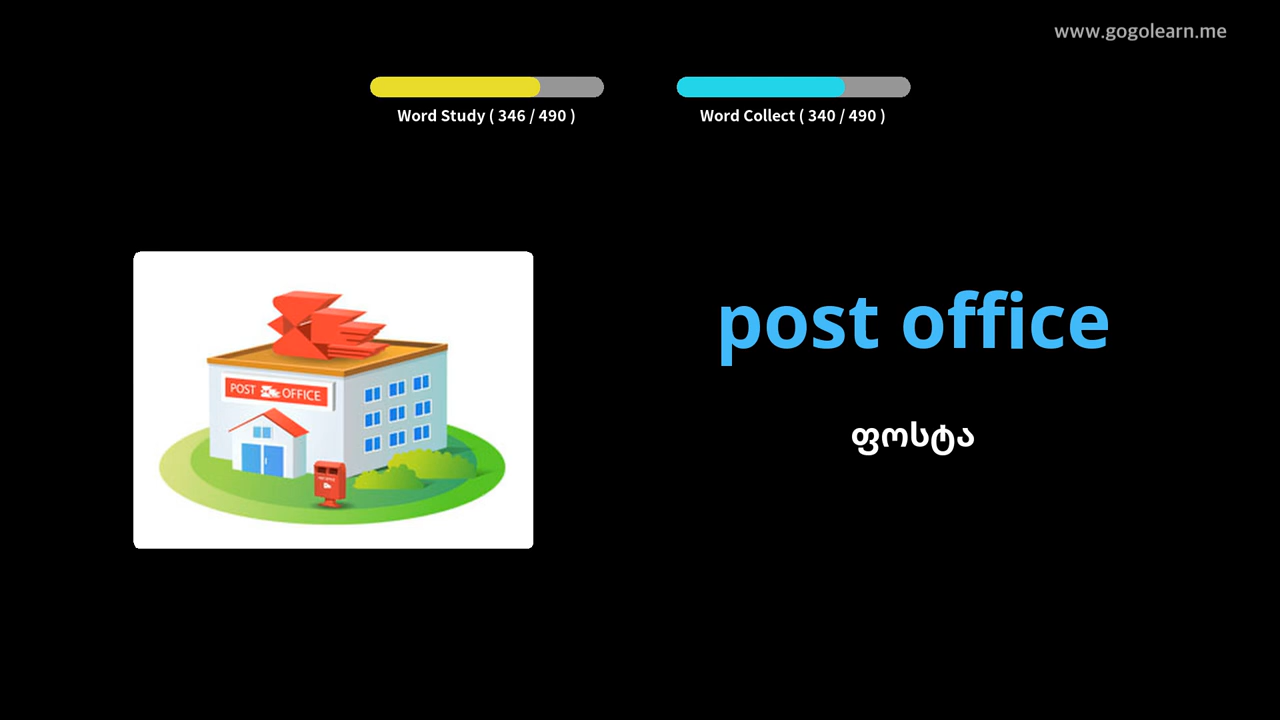 www.gogolearn.me
Word Study ( 346 / 490 )
Word Collect ( 340 / 490 )
POST OFFICE
post office
ფოსტა